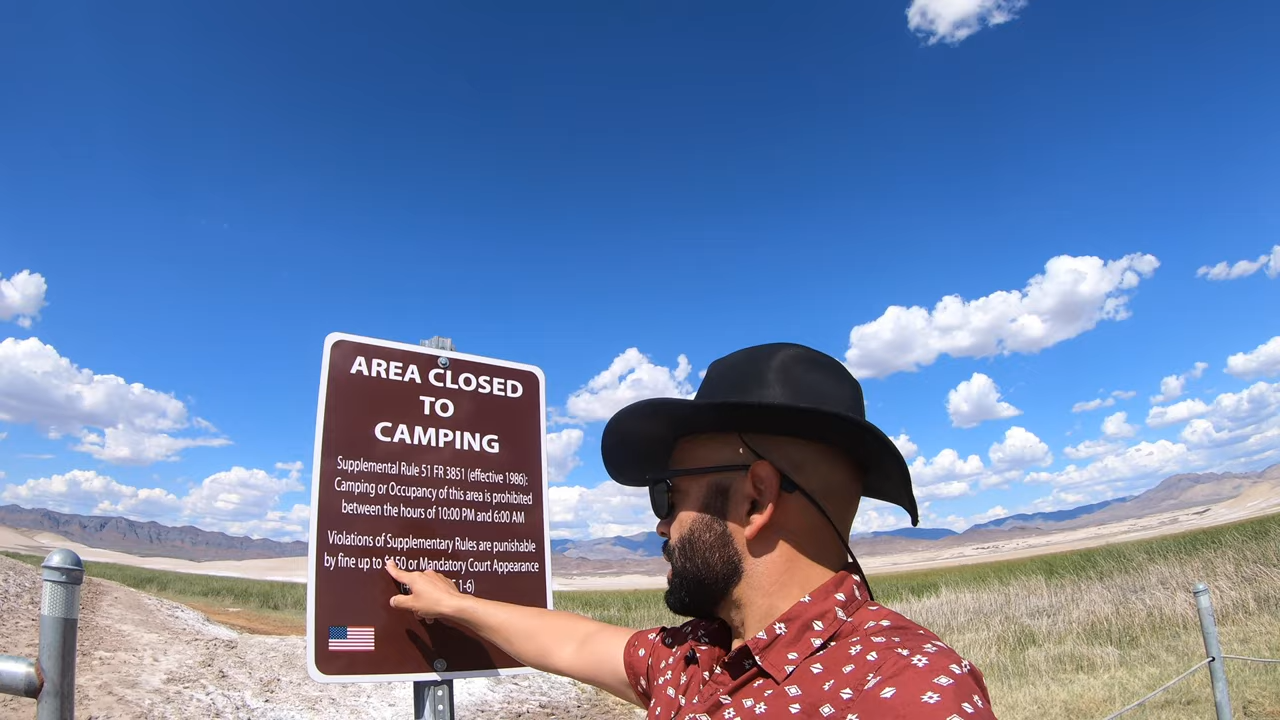 AREA CLOSED
TO
CAMPING
Supplemental Rule 51 FR 3851 (effective 1986):
Camping or Occupancy of this area is prohibited
between the hours of 10:00 PM and 6:00 AM
Violations of Supplementary Rules are punishable
by fine up to or Mandatory Court Appearance
1-6)